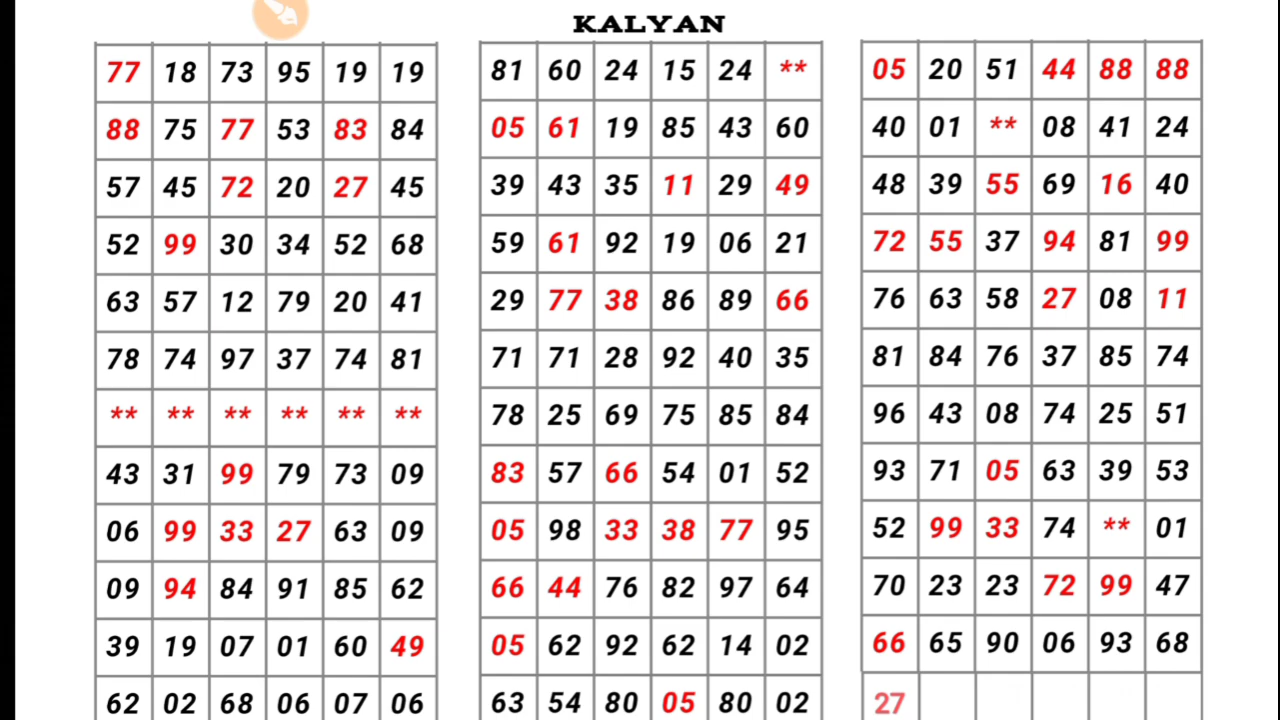 KALYAN
77 18 73 95 19 19
88 75 77 53 83 84
57 45 72 20 27 45
52 99 30 34 52 68
63 57 12 79 20 41
78 74 97 37 74 81
** ** ** ** ** **
43 31 99 79 73 09
06 99 33 27 63 09
09 94 84 91 85 62
39 19 07 01 60 49
62 02 68 06 07 06
81 60 24 15 24 **
05 61 19 85 43 60
39 43 35 11 29 49
59 61 92 19 06 21
29 77 38 86 89 66
71 71 28 92 40 35
78 25 69 75 85 84
83 57 66 54 01 52
05 98 33 38 77 95
66 44 76 82 97 64
05 62 92 62 14 02
63 54 80 05 80 02
05 20 51 44 88 88
40 01 ** 08 41 24
48 39 55 69 16 40
72 55 37 94 81 99
76 63 58 27 08 11
81 84 76 37 85 74
96 43 08 74 25 51
93 71 05 63 39 53
52 99 33 74 ** 01
70 23 23 72 99 47
66 65 90 06 93 68
27